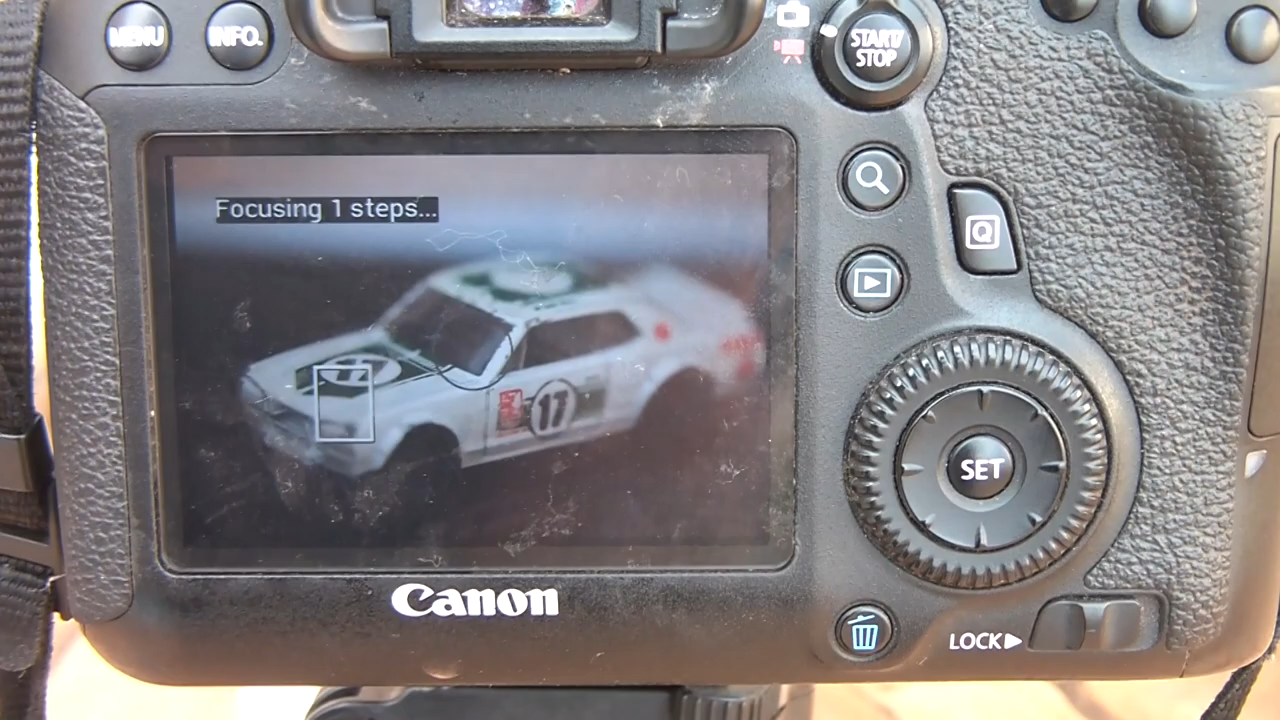 MENU
INFO.
START/
STOP
Focusing 1 steps...
Q
17
17
SET
Canon
LOCK▶